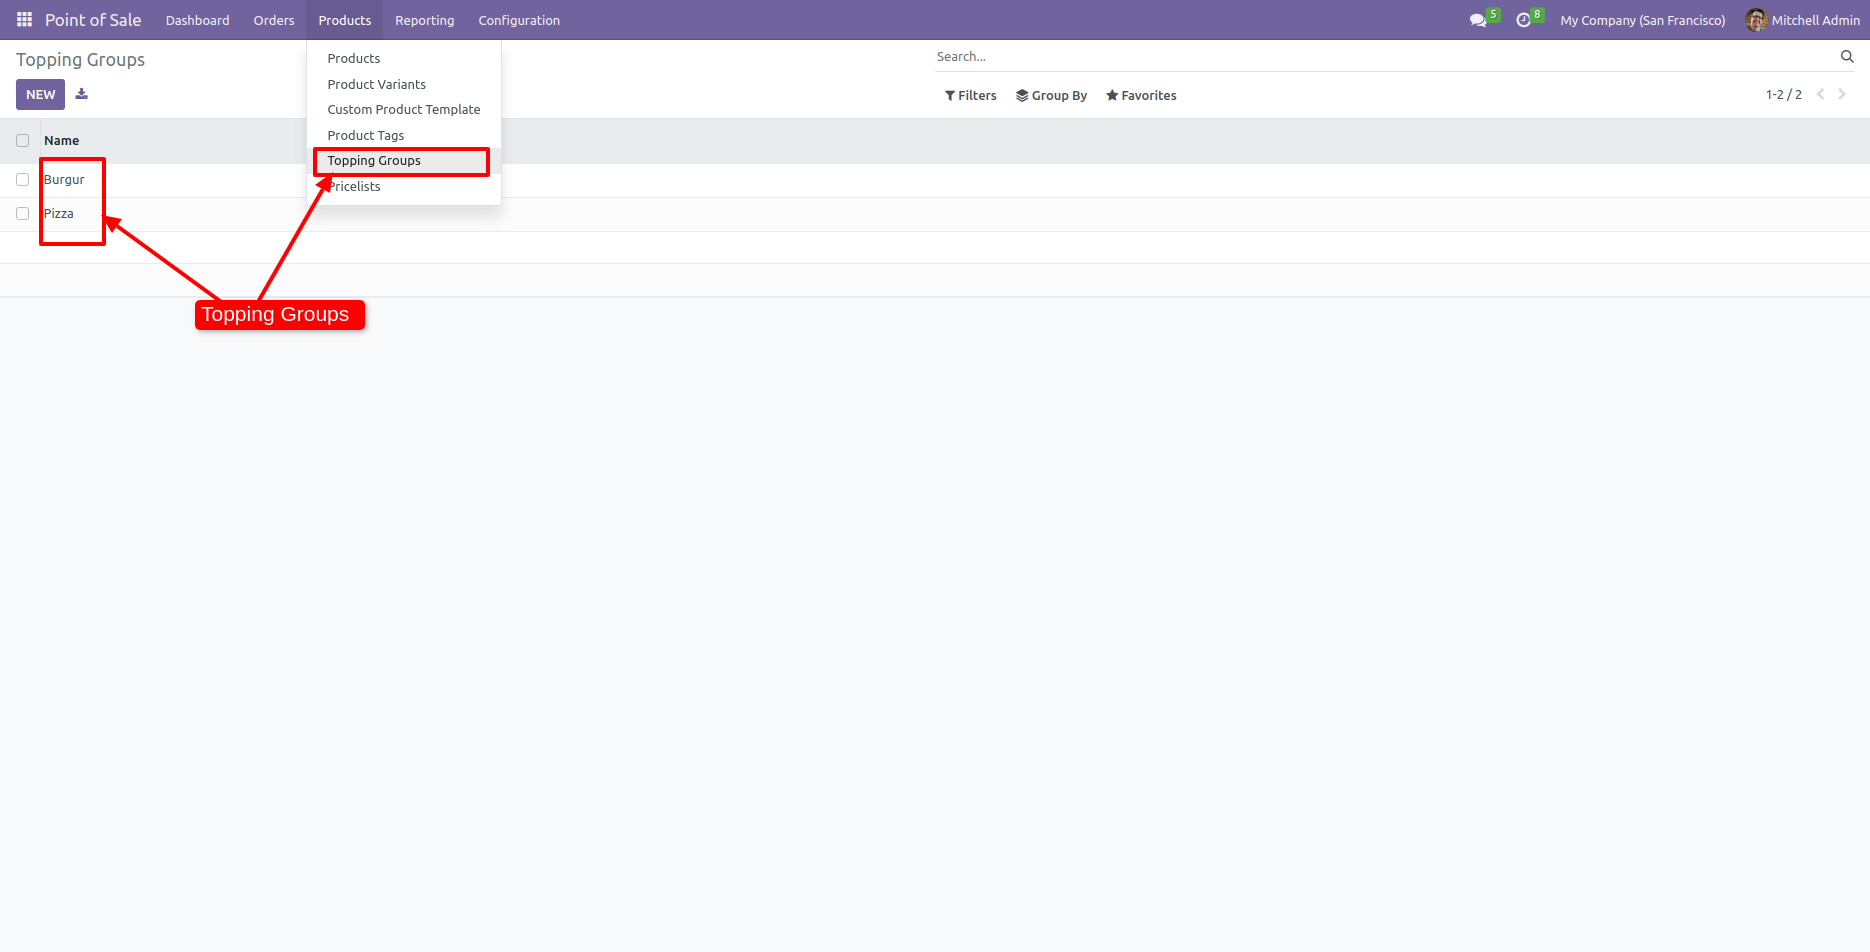 Point of Sale Dashboard Orders Products Reporting Configuration 5 8 My Company (San Francisco) Mitchell Admin
Topping Groups
Search...
NEW
Filters Group By Favorites 1-2 / 2
Products
Product Variants
Custom Product Template
Product Tags
Topping Groups
Pricelists
Name
Burgur
Pizza
Topping Groups